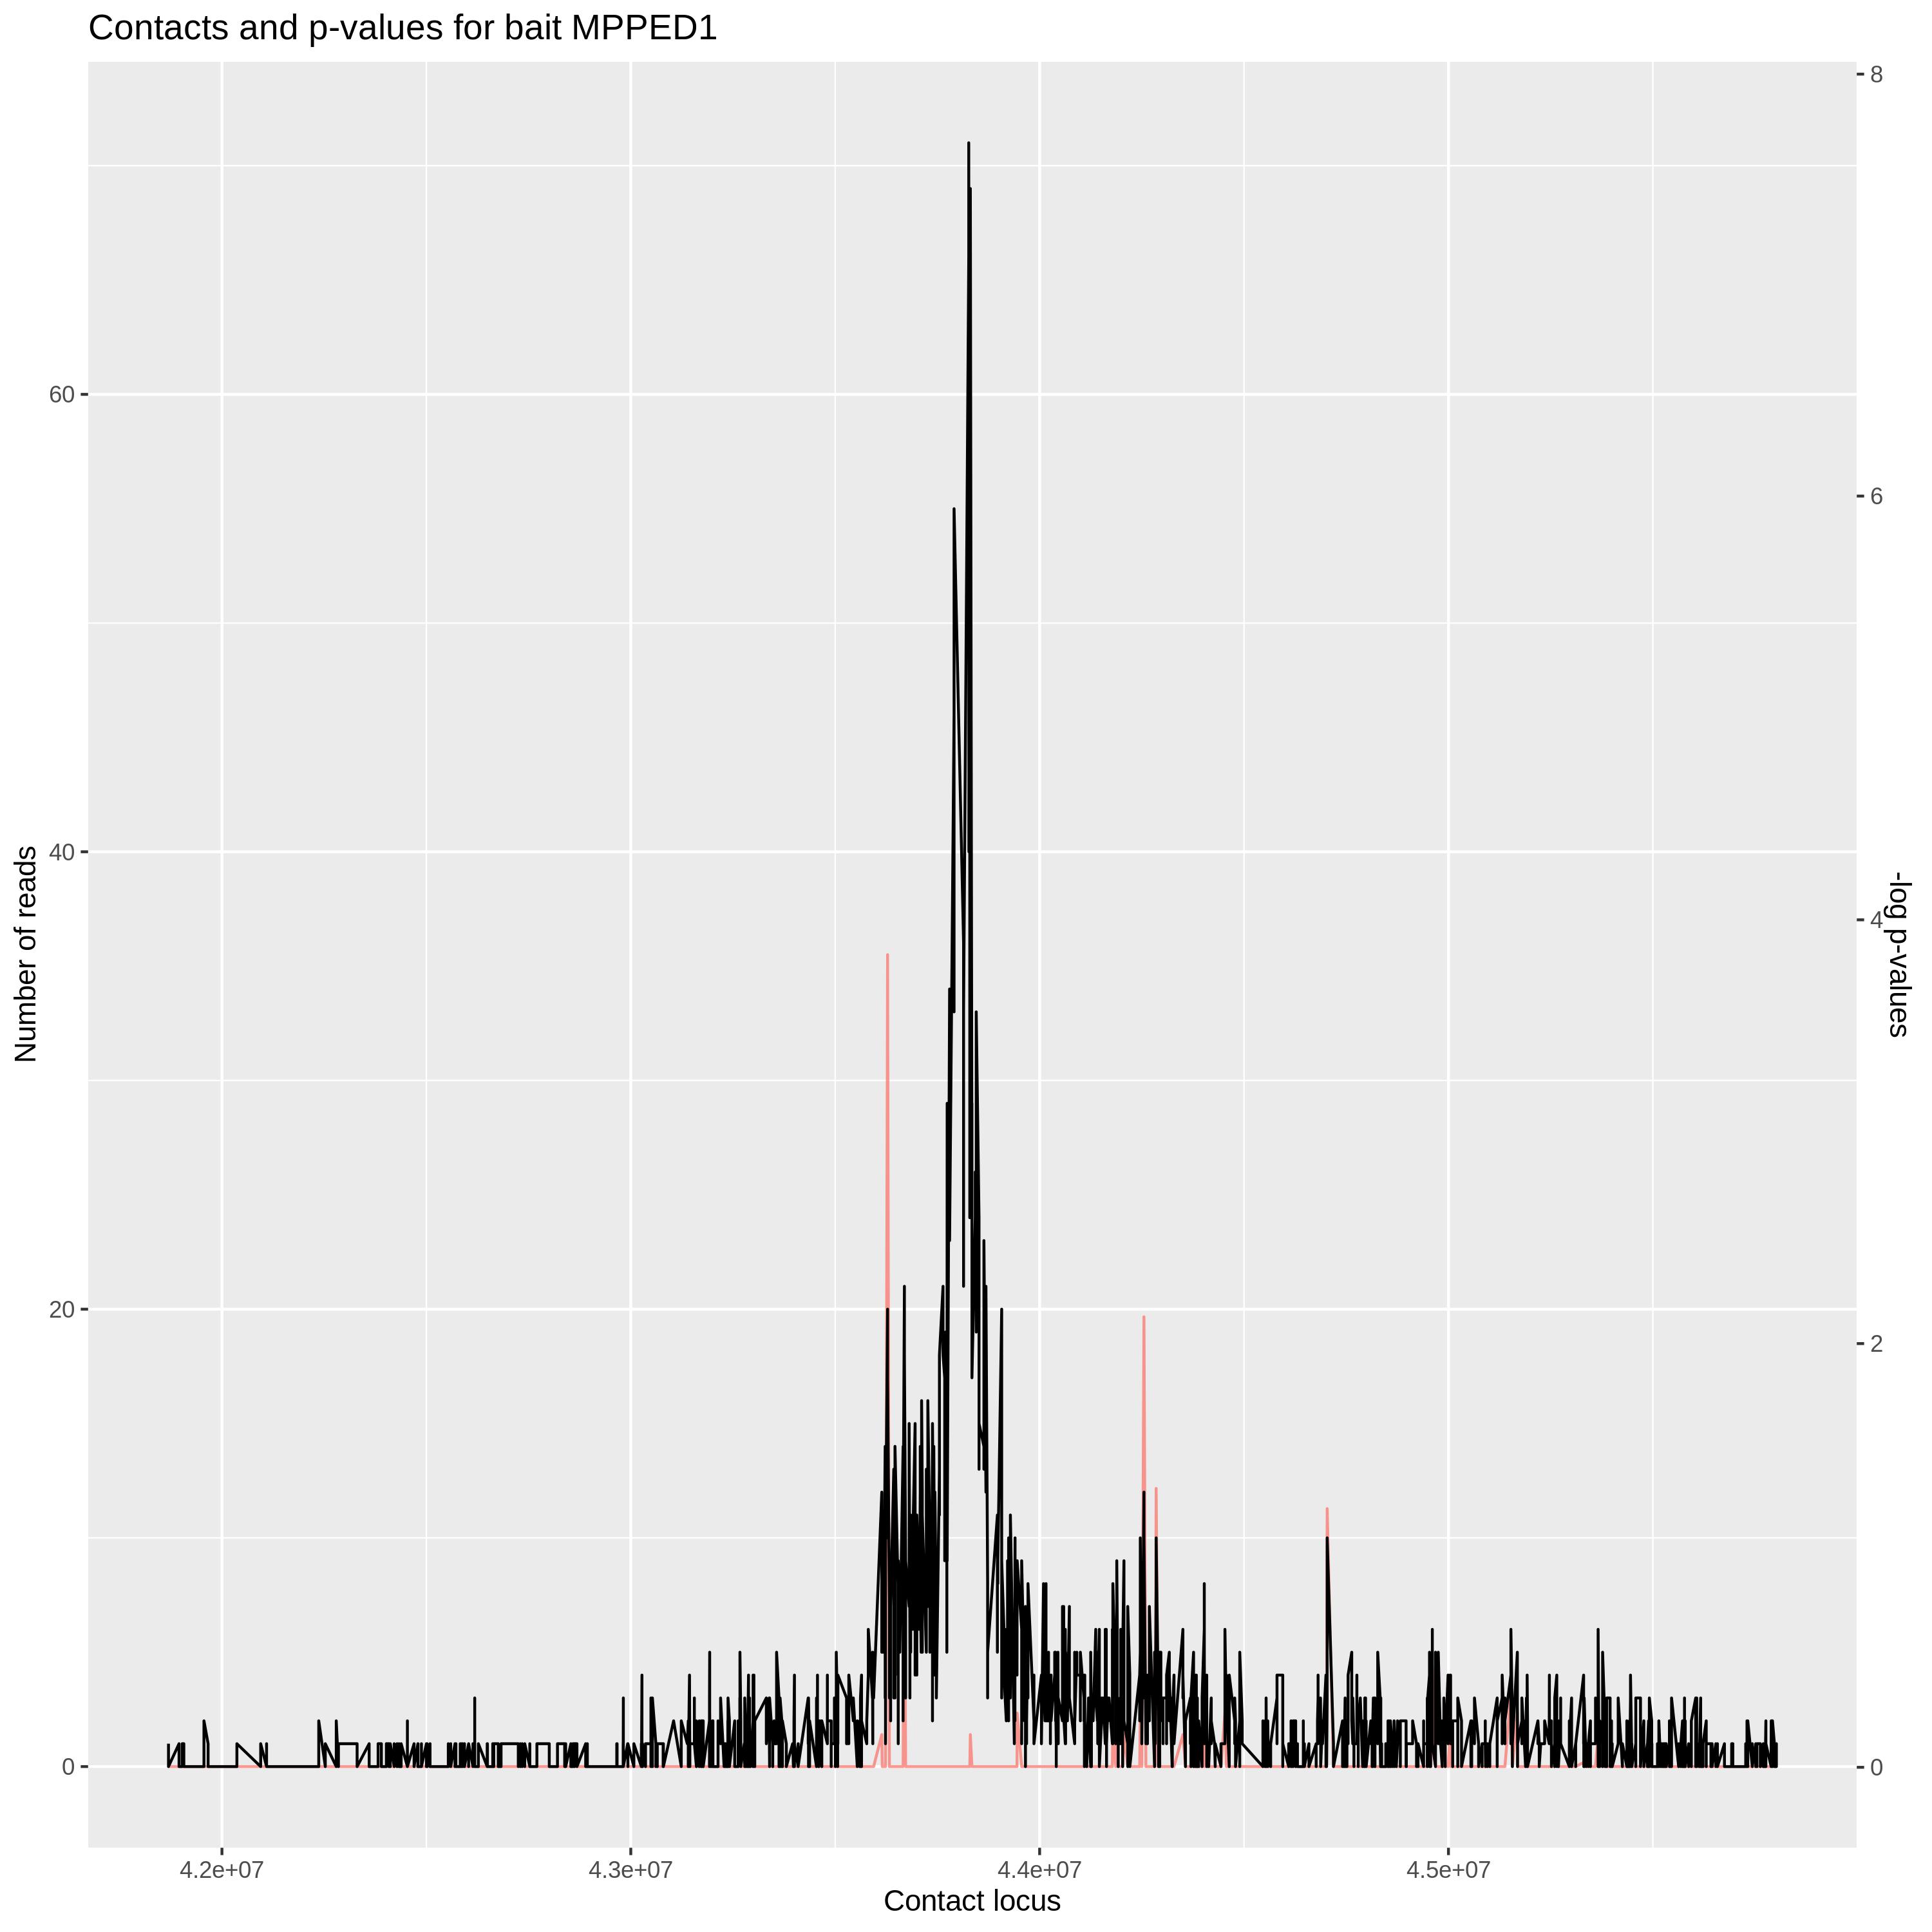 Contacts and p-values for bait MPPED1
8
6
4
2
0
60
40
20
0
Number of reads
-log p-values
4.2e+07
4.3e+07
4.4e+07
4.5e+07
Contact locus